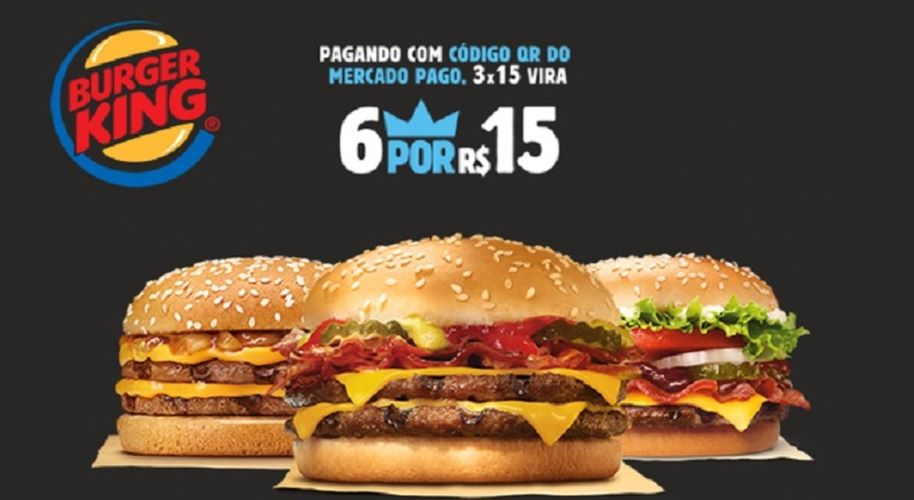 BURGER
KING®
PAGANDO COM CÓDIGO QR DO
MERCADO PAGO, 3x15 VIRA
6 POR R$ 15